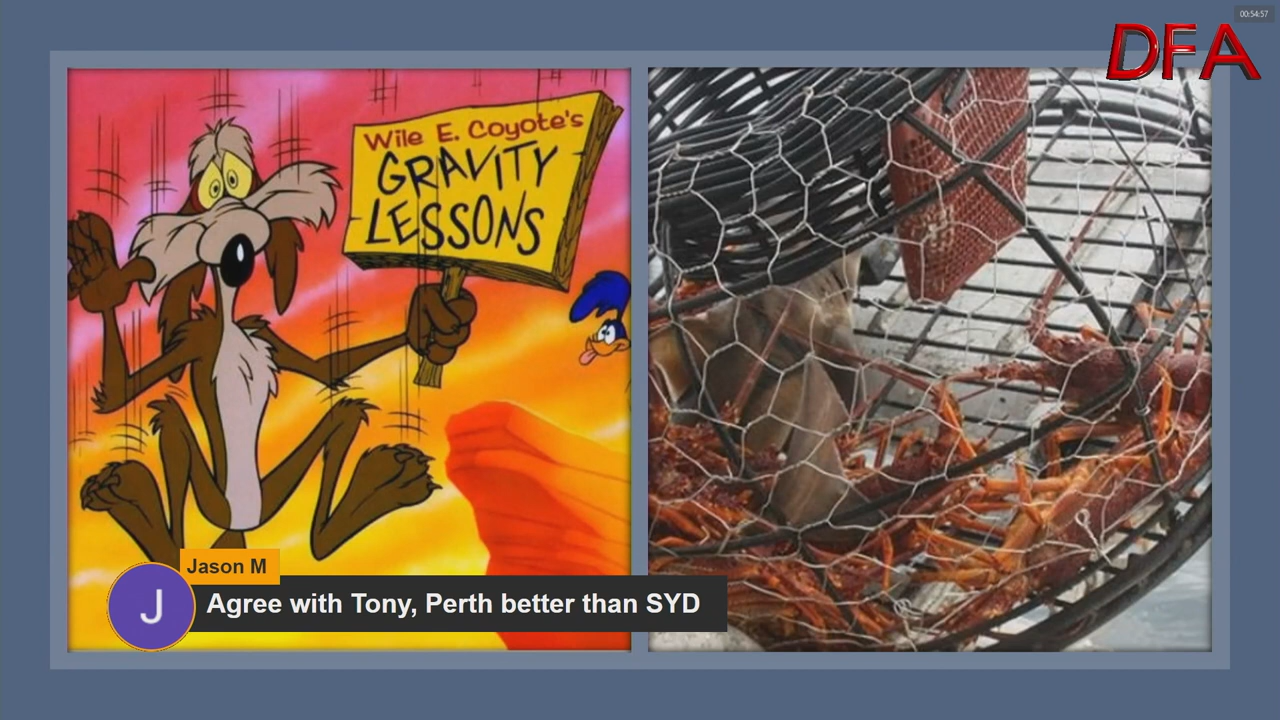 00:54:57
DFA
Wile E. Coyote's
GRAVITY
LESSONS
Jason M
J
Agree with Tony, Perth better than SYD